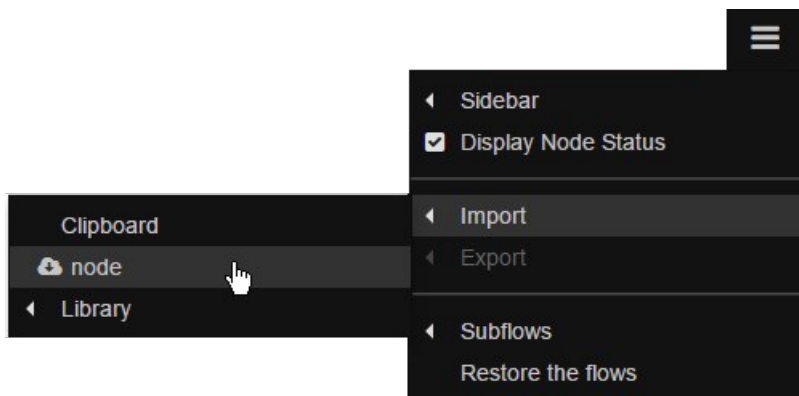 Sidebar
Display Node Status
Import
Export
Clipboard
node
Library
Subflows
Restore the flows